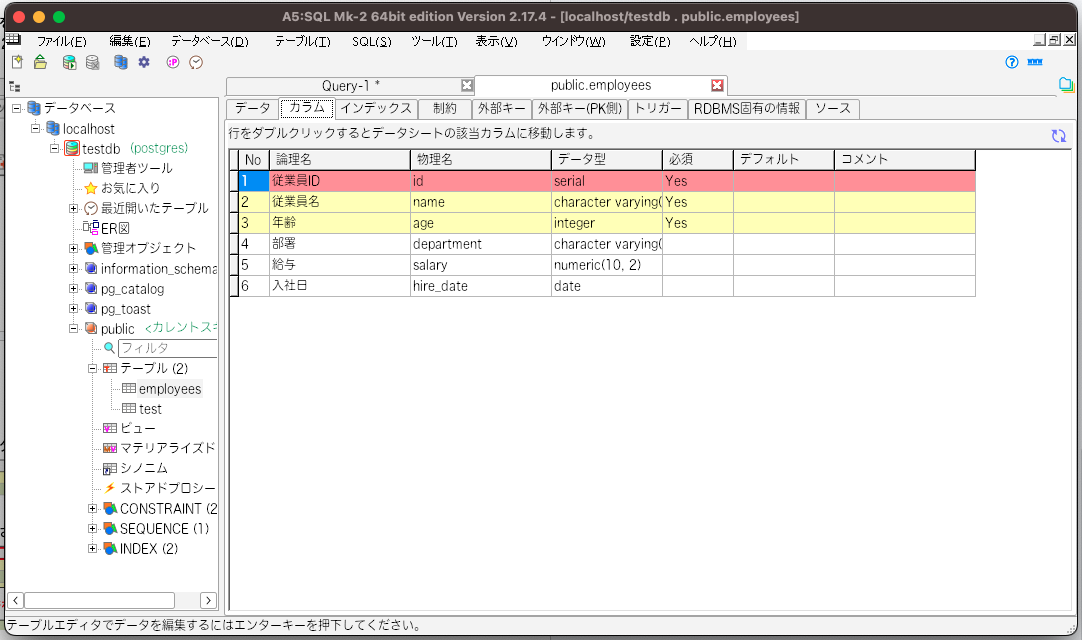 A5:SQL Mk-2 64bit edition Version 2.17.4 - [localhost/testdb . public.employees]
ファイル(F) 編集(E) データベース(D) テーブル(T) SQL(S) ツール(T) 表示(V) ウインドウ(W) 設定(P) ヘルプ(H)
Query-1 * public.employees
データ カラム インデックス 制約 外部キー 外部キー(PK側) トリガー RDBMS固有の情報 ソース
行をダブルクリックするとデータシートの該当カラムに移動します。
No 論理名 物理名 データ型 必須 デフォルト コメント
1 従業員ID id serial Yes
2 従業員名 name character varying( Yes
3 年齢 age integer Yes
4 部署 department character varying(
5 給与 salary numeric(10, 2)
6 入社日 hire_date date
データベース
localhost
testdb (postgres)
管理者ツール
お気に入り
最近開いたテーブル
ER図
管理オブジェクト
information_schema
pg_catalog
pg_toast
public <カレントスキ
フィルタ
テーブル (2)
employees
test
ビュー
マテリアライズド
シノニム
ストアドプロシー
CONSTRAINT (2
SEQUENCE (1)
INDEX (2)
テーブルエディタでデータを編集するにはエンターキーを押下してください。